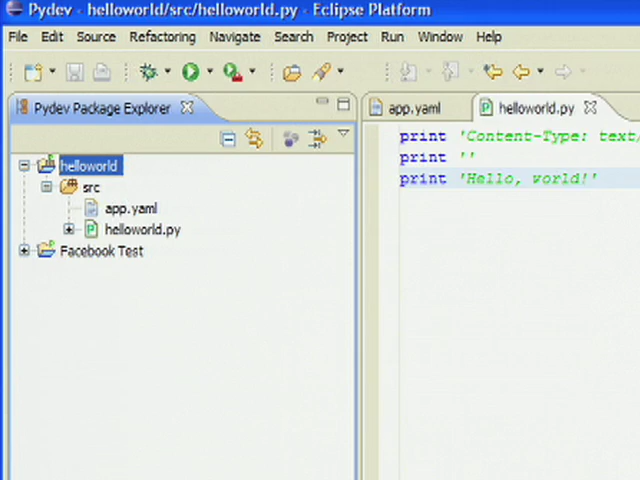 Pydev - helloworld/src/helloworld.py - Eclipse Platform
File Edit Source Refactoring Navigate Search Project Run Window Help
Pydev Package Explorer
app.yaml
helloworld.py
helloworld
src
app.yaml
helloworld.py
Facebook Test
print 'Content-Type: text/
print ''
print 'Hello, world!'